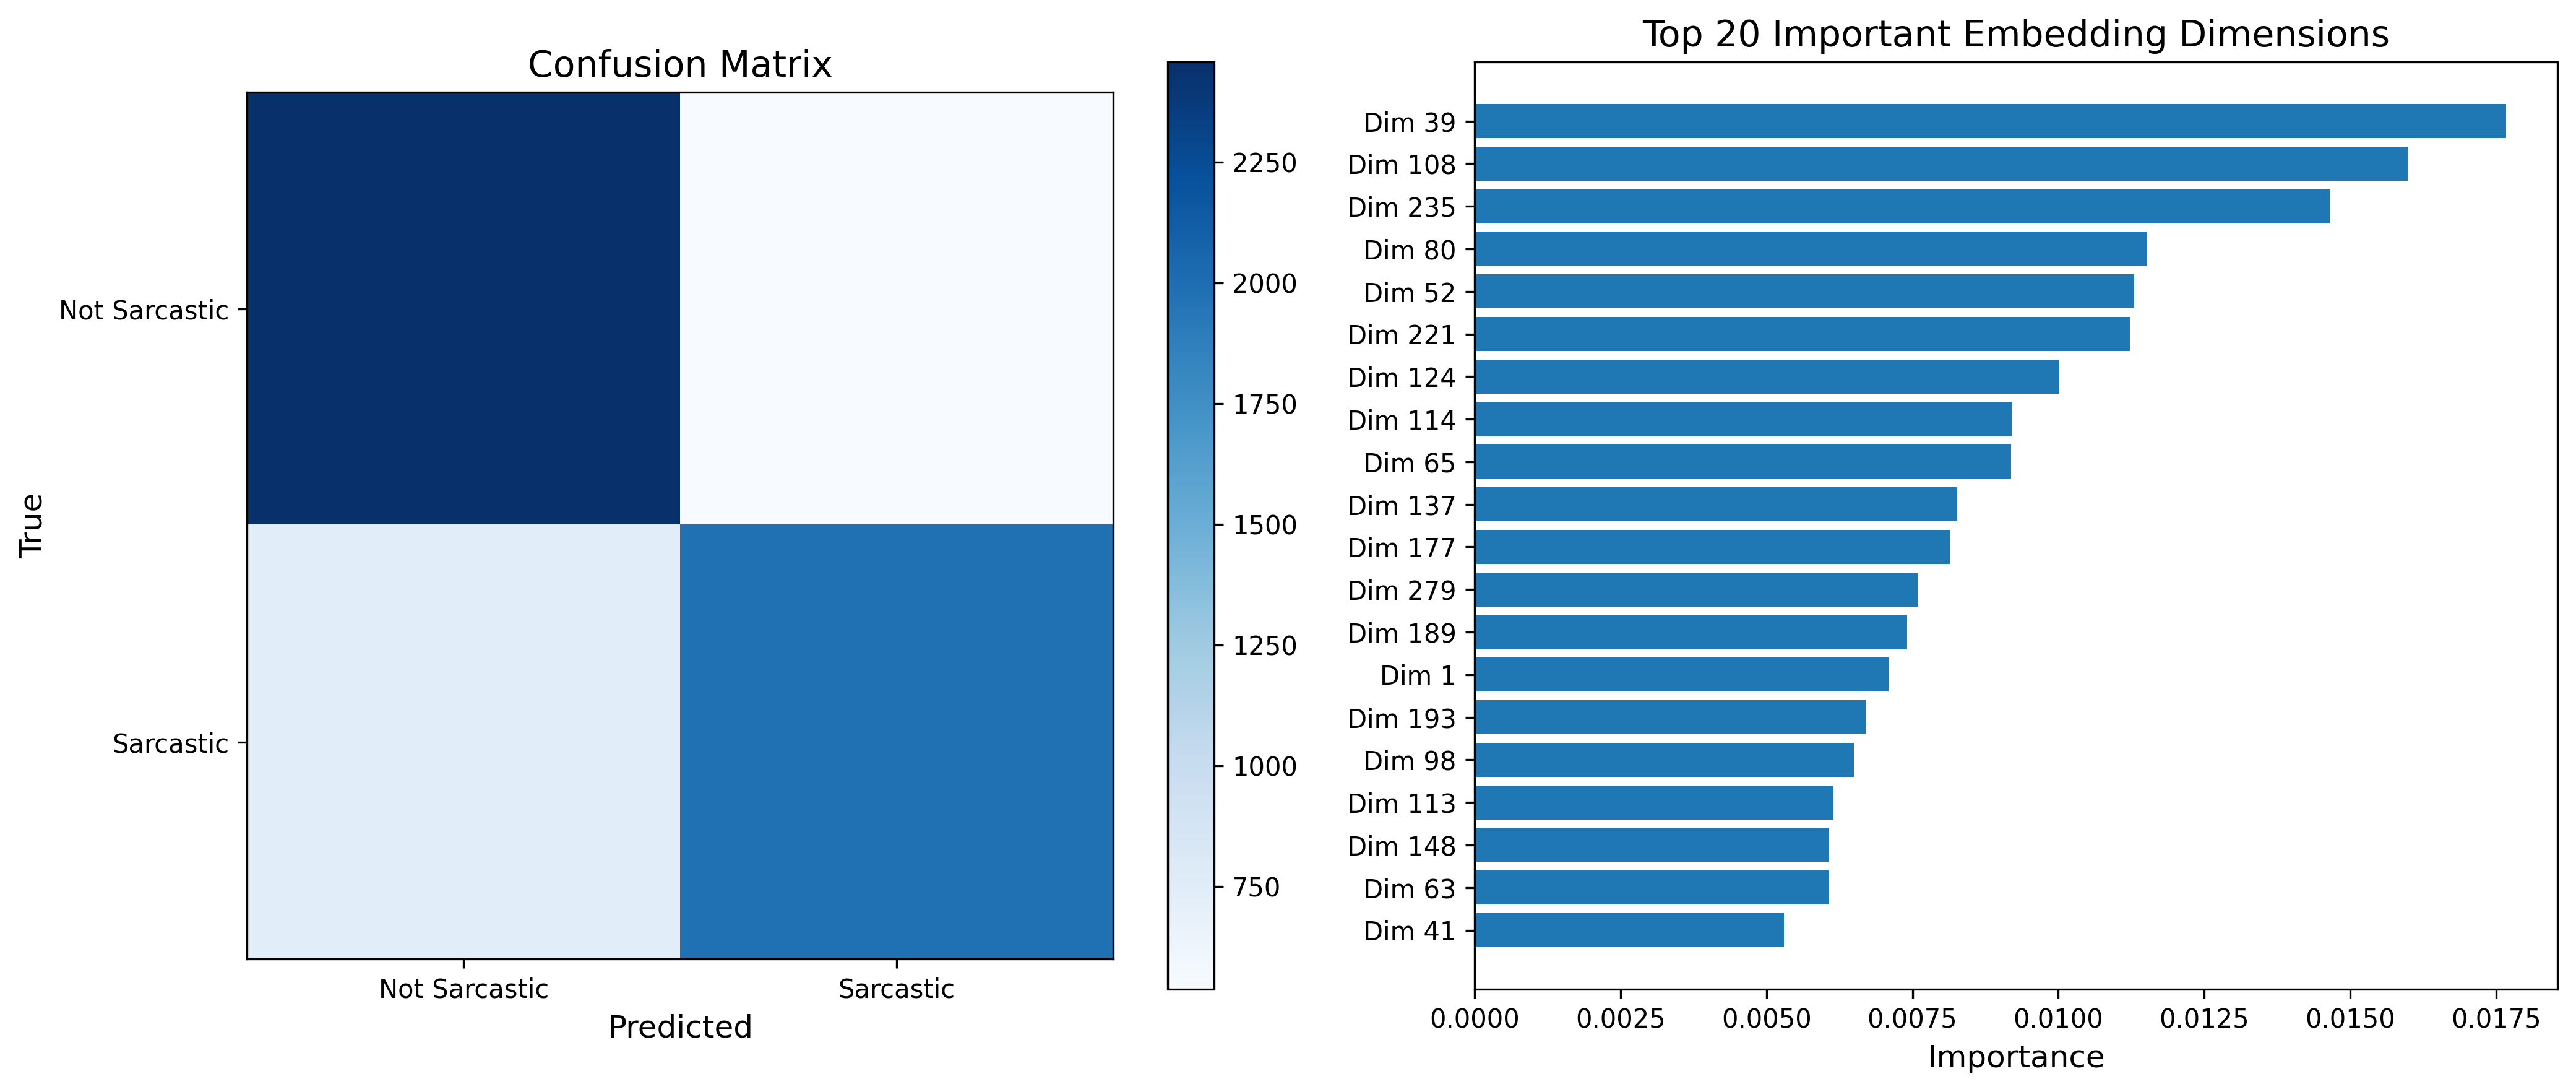 Confusion Matrix
True
Not Sarcastic
Sarcastic
Not Sarcastic
Sarcastic
Predicted
2250
2000
1750
1500
1250
1000
750
Top 20 Important Embedding Dimensions
Dim 39
Dim 108
Dim 235
Dim 80
Dim 52
Dim 221
Dim 124
Dim 114
Dim 65
Dim 137
Dim 177
Dim 279
Dim 189
Dim 1
Dim 193
Dim 98
Dim 113
Dim 148
Dim 63
Dim 41
0.0000 0.0025 0.0050 0.0075 0.0100 0.0125 0.0150 0.0175
Importance